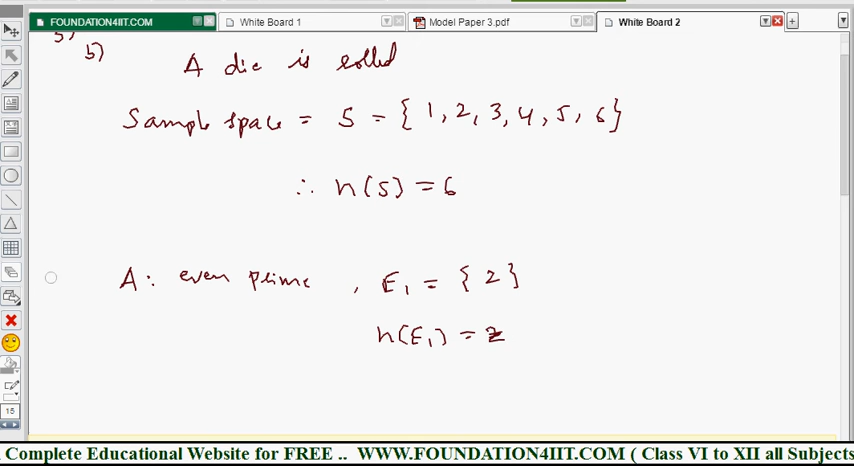 FOUNDATION4IIT.COM
White Board 1
Model Paper 3.pdf
White Board 2
b)
A die is rolled
Sample space = S = { 1, 2, 3, 4, 5, 6 }
∴ n(S) = 6
A: even prime , E₁ = { 2 }
n(E₁) = 2
15
Complete Educational Website for FREE .. WWW.FOUNDATION4IIT.COM ( Class VI to XII all Subjects